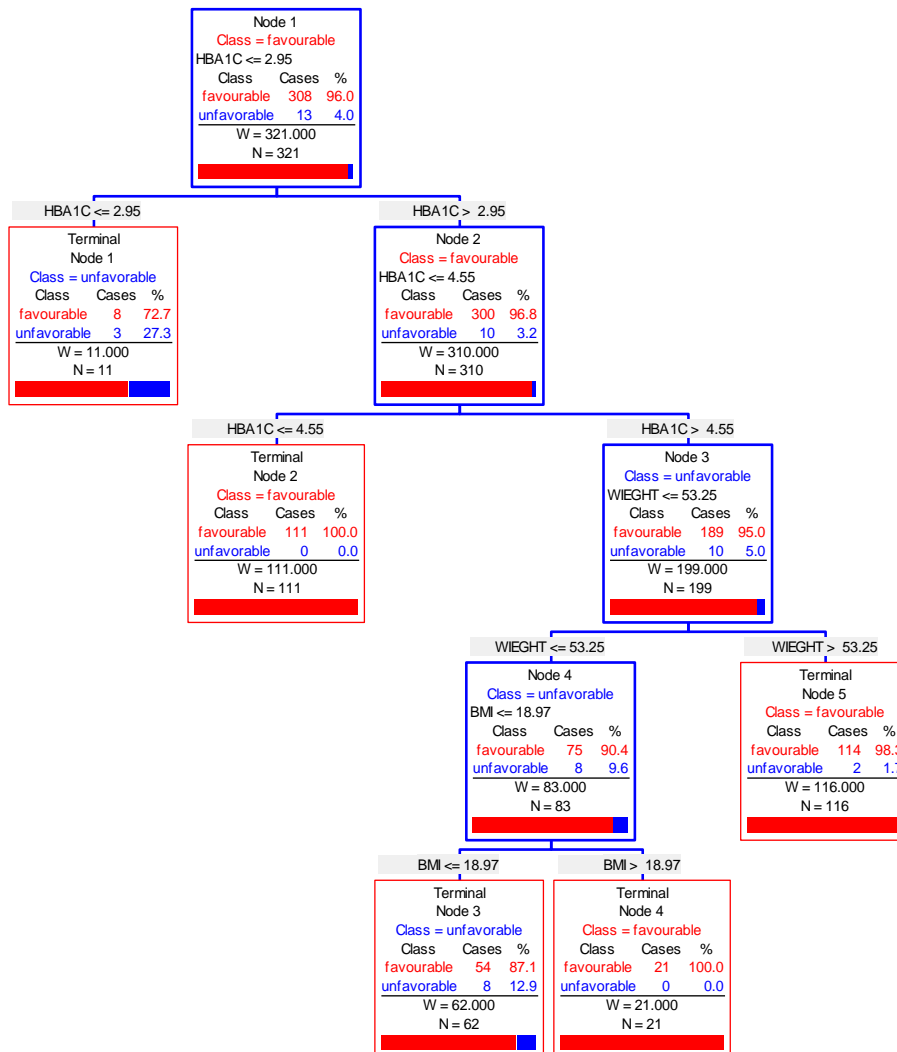 Node 1
Class = favourable
HBA1C <= 2.95
Class Cases %
favourable 308 96.0
unfavorable 13 4.0
W = 321.000
N = 321
HBA1C <= 2.95
HBA1C > 2.95
Terminal
Node 1
Class = unfavorable
Class Cases %
favourable 8 72.7
unfavorable 3 27.3
W = 11.000
N = 11
Node 2
Class = favourable
HBA1C <= 4.55
Class Cases %
favourable 300 96.8
unfavorable 10 3.2
W = 310.000
N = 310
HBA1C <= 4.55
HBA1C > 4.55
Terminal
Node 2
Class = favourable
Class Cases %
favourable 111 100.0
unfavorable 0 0.0
W = 111.000
N = 111
Node 3
Class = unfavorable
WIEGHT <= 53.25
Class Cases %
favourable 189 95.0
unfavorable 10 5.0
W = 199.000
N = 199
WIEGHT <= 53.25
WIEGHT > 53.25
Node 4
Class = unfavorable
BMI <= 18.97
Class Cases %
favourable 75 90.4
unfavorable 8 9.6
W = 83.000
N = 83
Terminal
Node 5
Class = favourable
Class Cases %
favourable 114 98.3
unfavorable 2 1.7
W = 116.000
N = 116
BMI <= 18.97
BMI > 18.97
Terminal
Node 3
Class = unfavorable
Class Cases %
favourable 54 87.1
unfavorable 8 12.9
W = 62.000
N = 62
Terminal
Node 4
Class = favourable
Class Cases %
favourable 21 100.0
unfavorable 0 0.0
W = 21.000
N = 21